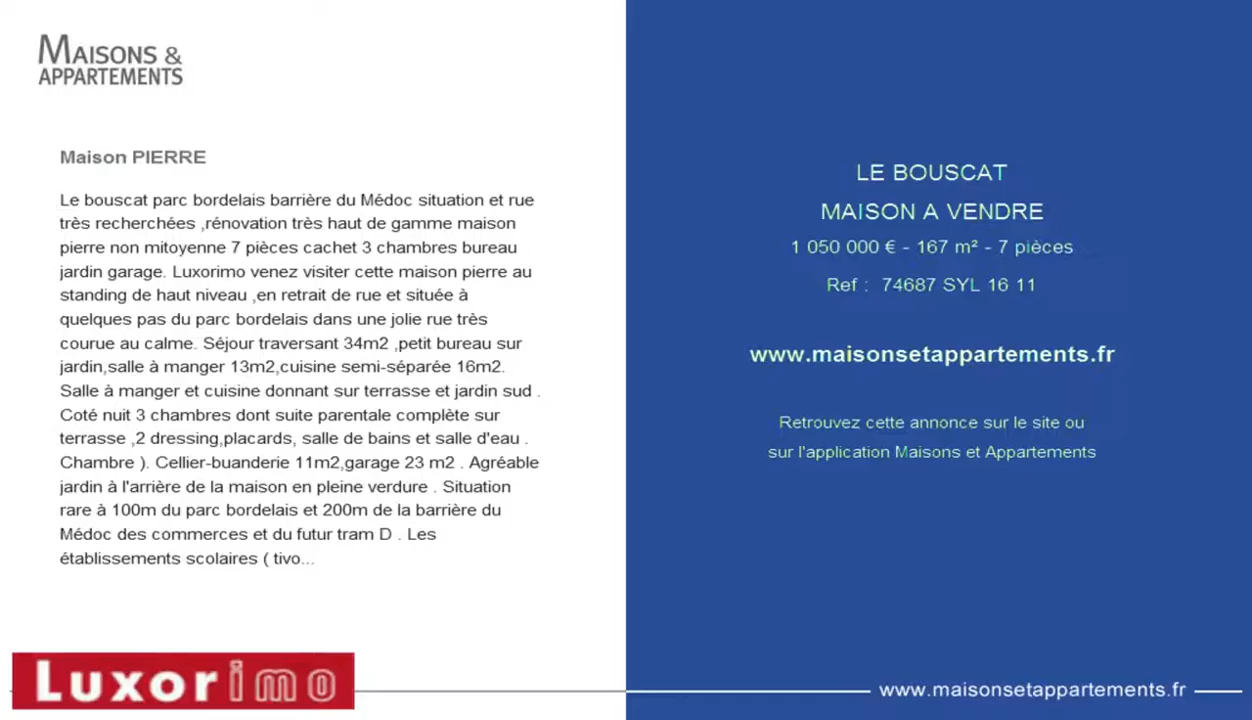 MAISONS &
APPARTEMENTS
Maison PIERRE
Le bouscat parc bordelais barrière du Médoc situation et rue
très recherchées ,rénovation très haut de gamme maison
pierre non mitoyenne 7 pièces cachet 3 chambres bureau
jardin garage. Luxorimo venez visiter cette maison pierre au
standing de haut niveau ,en retrait de rue et située à
quelques pas du parc bordelais dans une jolie rue très
courue au calme. Séjour traversant 34m2 ,petit bureau sur
jardin,salle à manger 13m2,cuisine semi-séparée 16m2.
Salle à manger et cuisine donnant sur terrasse et jardin sud .
Coté nuit 3 chambres dont suite parentale complète sur
terrasse ,2 dressing,placards, salle de bains et salle d'eau .
Chambre ). Cellier-buanderie 11m2,garage 23 m2 . Agréable
jardin à l'arrière de la maison en pleine verdure . Situation
rare à 100m du parc bordelais et 200m de la barrière du
Médoc des commerces et du futur tram D . Les
établissements scolaires ( tivo...
Luxorimo
LE BOUSCAT
MAISON A VENDRE
1 050 000 € - 167 m² - 7 pièces
Ref : 74687 SYL 16 11
www.maisonsetappartements.fr
Retrouvez cette annonce sur le site ou
sur l'application Maisons et Appartements
www.maisonsetappartements.fr